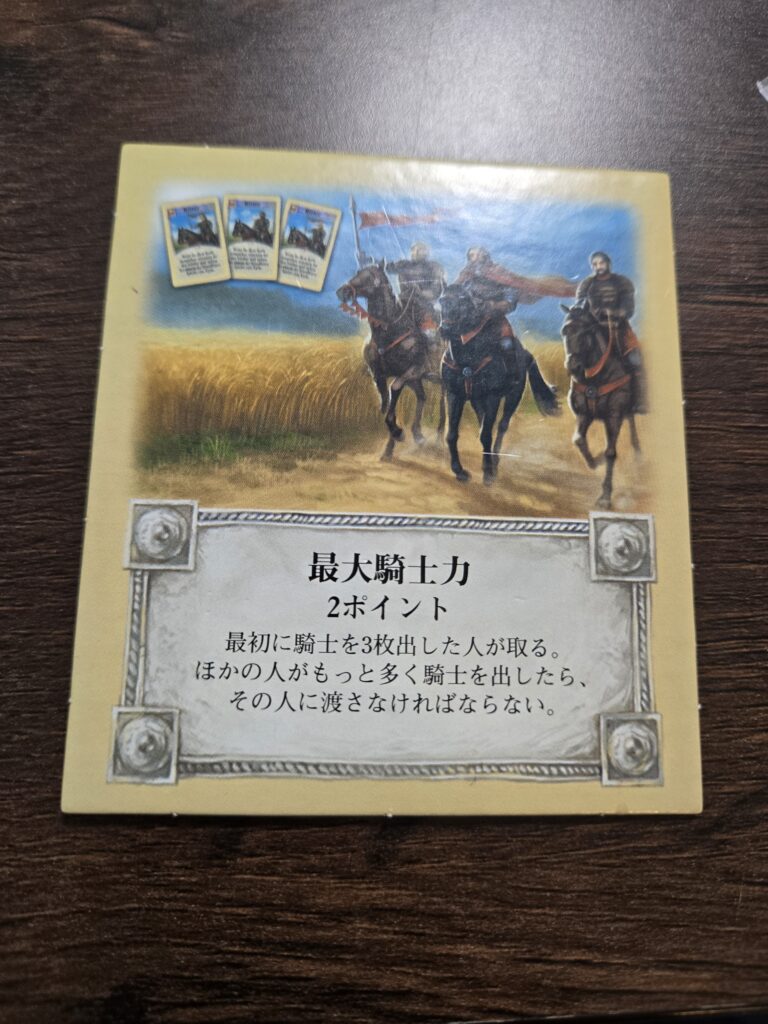 最大騎士力
2ポイント
最初に騎士を3枚出した人が取る。
ほかの人がもっと多く騎士を出したら、
その人に渡さなければならない。